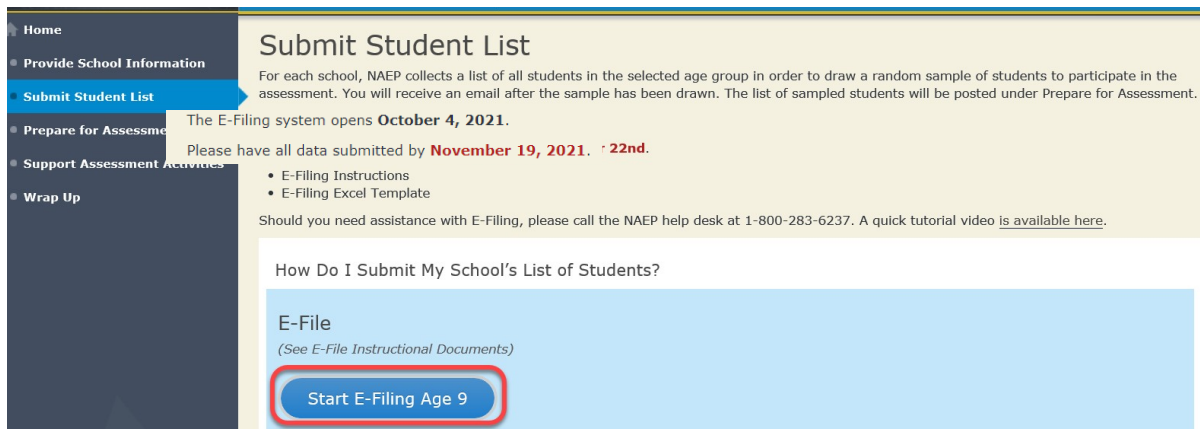 Home
Provide School Information
Submit Student List
Prepare for Assessme
Support Assessment Activities
Wrap Up
Submit Student List
For each school, NAEP collects a list of all students in the selected age group in order to draw a random sample of students to participate in the
assessment. You will receive an email after the sample has been drawn. The list of sampled students will be posted under Prepare for Assessment.
The E-Filing system opens October 4, 2021.
Please have all data submitted by November 19, 2021. 22nd.
• E-Filing Instructions
• E-Filing Excel Template
Should you need assistance with E-Filing, please call the NAEP help desk at 1-800-283-6237. A quick tutorial video is available here.
How Do I Submit My School's List of Students?
E-File
(See E-File Instructional Documents)
Start E-Filing Age 9